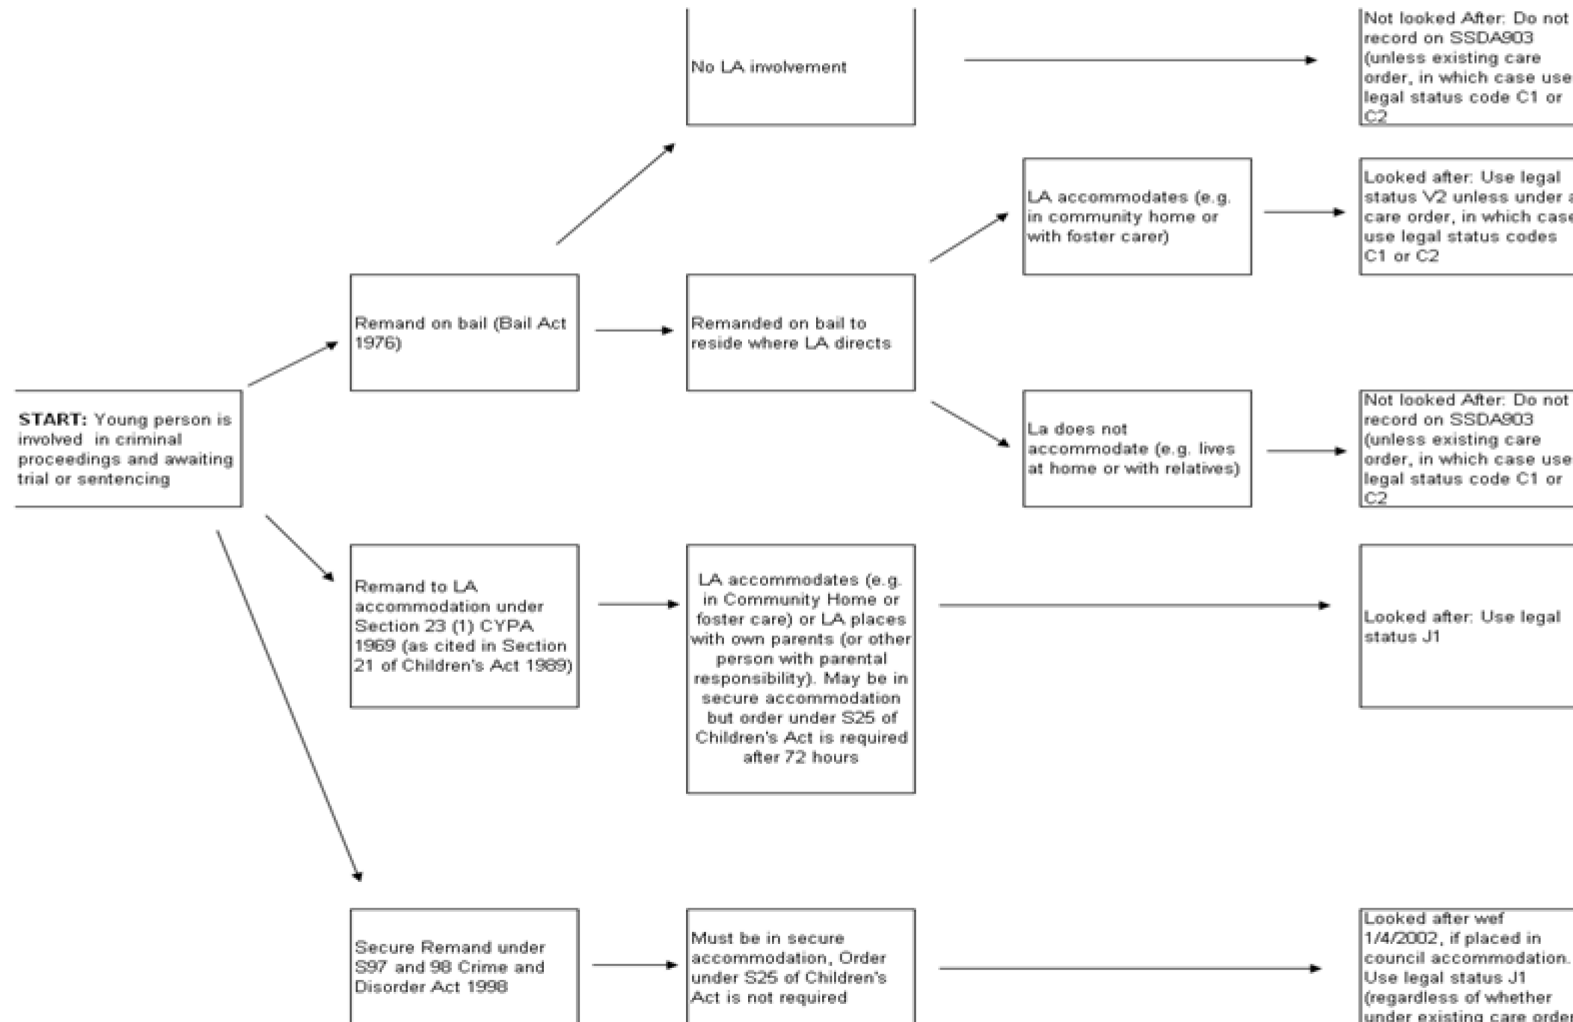 No LA involvement
Not looked After: Do not
record on SSDA903
(unless existing care
order, in which case use
legal status code C1 or
C2
LA accommodates (e.g.
in community home or
with foster carer)
Looked after: Use legal
status V2 unless under a
care order, in which case
use legal status codes
C1 or C2
Remand on bail (Bail Act
1976)
Remanded on bail to
reside where LA directs
START: Young person is
involved in criminal
proceedings and awaiting
trial or sentencing
La does not
accommodate (e.g. lives
at home or with relatives)
Not looked After: Do not
record on SSDA903
(unless existing care
order, in which case use
legal status code C1 or
C2
Remand to LA
accommodation under
Section 23 (1) CYPA
1969 (as cited in Section
21 of Children's Act 1989)
LA accommodates (e.g.
in Community Home or
foster care) or LA places
with own parents (or other
person with parental
responsibility). May be in
secure accommodation
but order under S25 of
Children's Act is required
after 72 hours
Looked after: Use legal
status J1
Secure Remand under
S97 and 98 Crime and
Disorder Act 1998
Must be in secure
accommodation, Order
under S25 of Children's
Act is not required
Looked after wef
1/4/2002, if placed in
council accommodation.
Use legal status J1
(regardless of whether
under existing care order